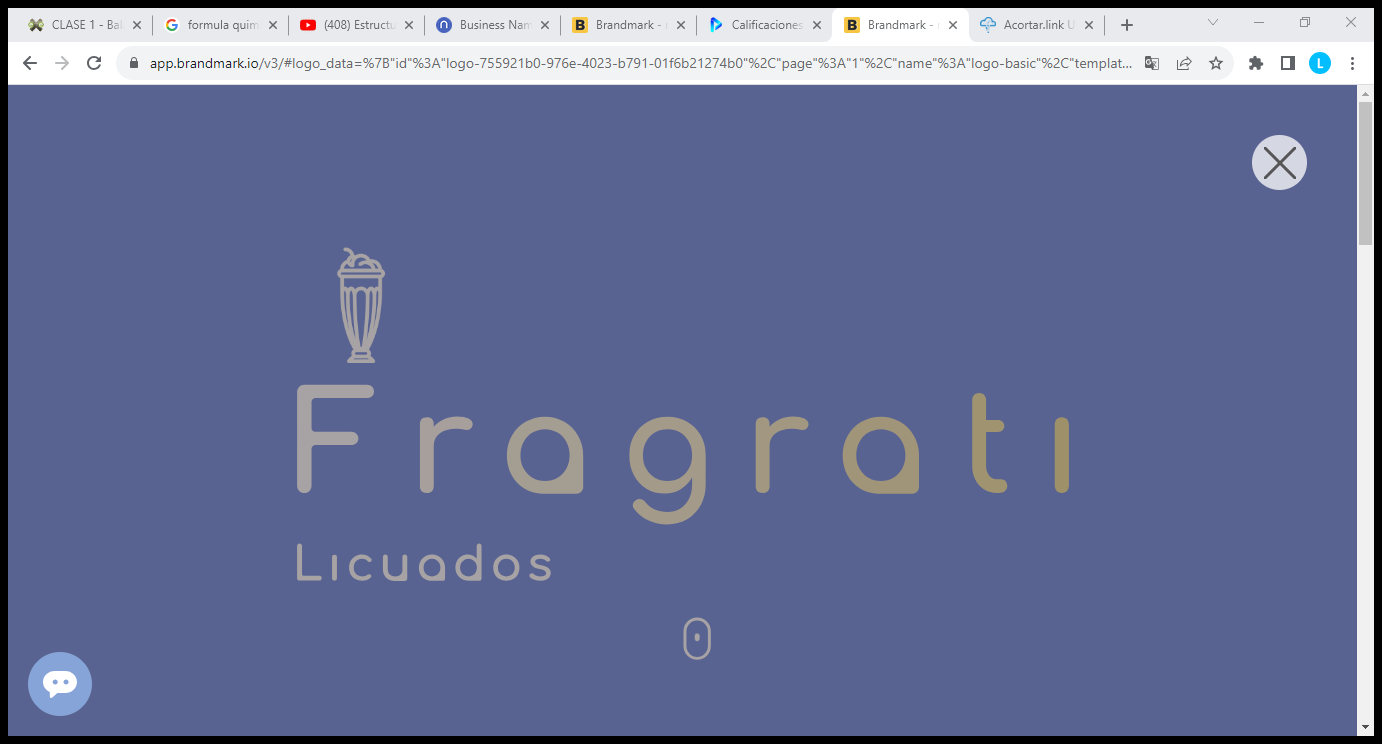 CLASE 1 - Bal
formula quim
(408) Estructu
Business Nam
Brandmark - n
Calificaciones
Brandmark - n
Acortar.link U
app.brandmark.io/v3/#logo_data=%7B"id"%3A"logo-755921b0-976e-4023-b791-01f6b21274b0"%2C"page"%3A"1"%2C"name"%3A"logo-basic"%2C"templat...
L
Fragratı
Lıcuados